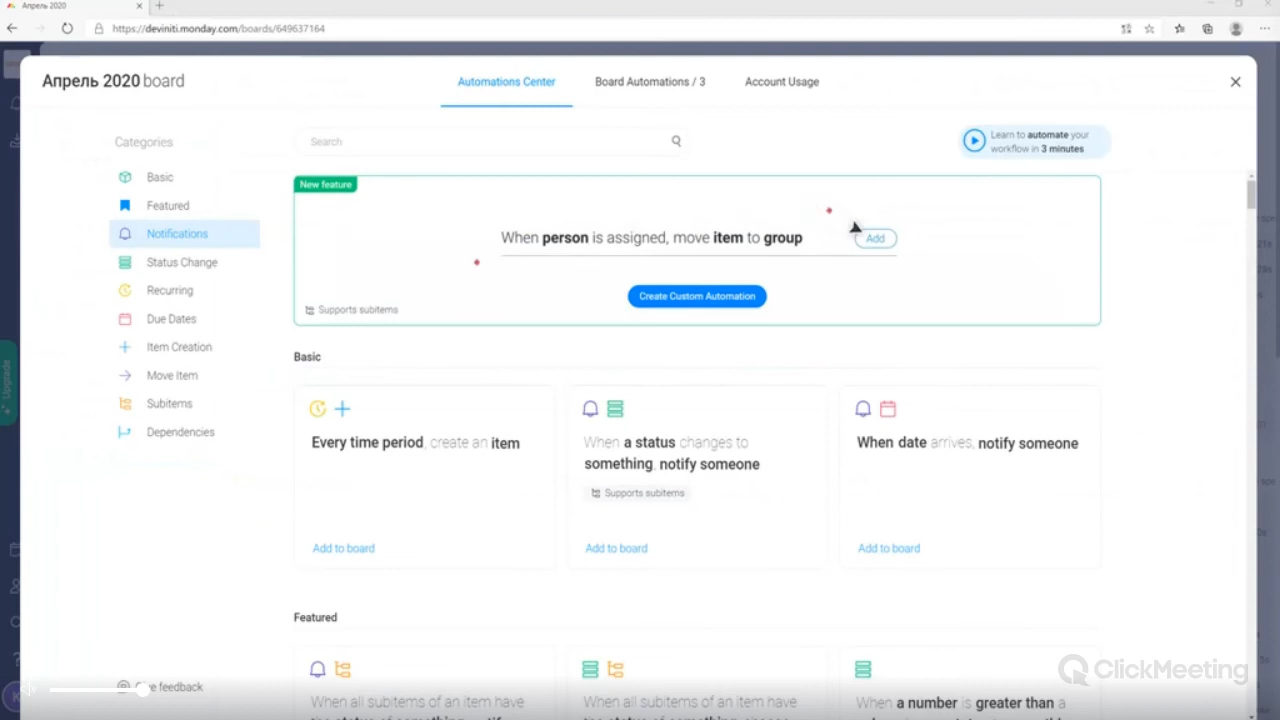 Апрель 2020
https://deviniti.monday.com/boards/649637164
Апрель 2020 board
Automations Center
Board Automations / 3
Account Usage
Categories
Search
Learn to automate your
workflow in 3 minutes
Basic
Featured
Notifications
Status Change
Recurring
Due Dates
Item Creation
Move Item
Subitems
Dependencies
Upgrade
New feature
When person is assigned, move item to group
Add
Create Custom Automation
Supports subitems
Basic
Every time period, create an item
Add to board
When a status changes to
something, notify someone
Supports subitems
Add to board
When date arrives, notify someone
Add to board
Featured
When all subitems of an item have
When all subitems of an item have
When a number is greater than a
feedback
ClickMeeting